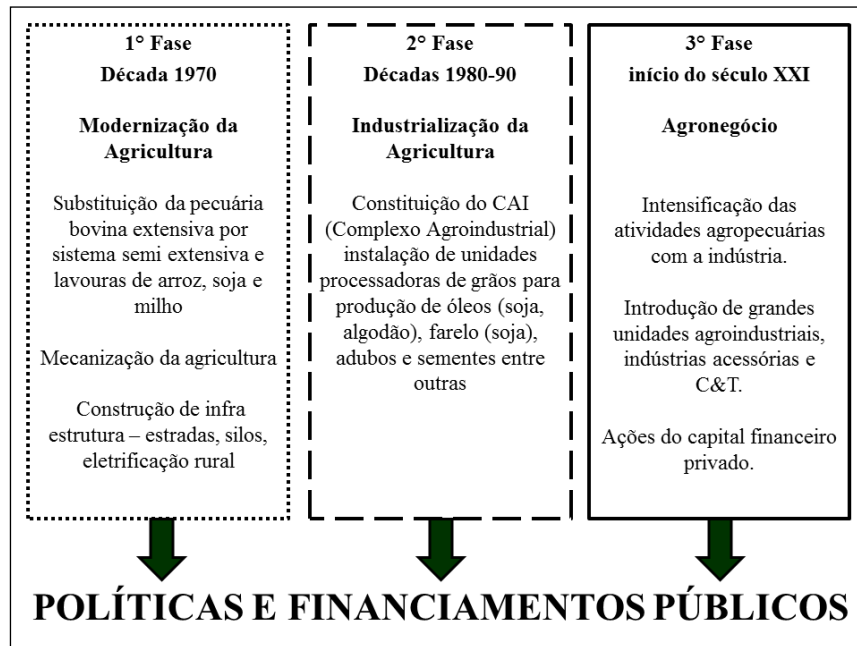 1° Fase
Década 1970
Modernização da
Agricultura
Substituição da pecuária
bovina extensiva por
sistema semi extensiva e
lavouras de arroz, soja e
milho
Mecanização da agricultura
Construção de infra
estrutura – estradas, silos,
eletrificação rural
2° Fase
Décadas 1980-90
Industrialização da
Agricultura
Constituição do CAI
(Complexo Agroindustrial)
instalação de unidades
processadoras de grãos para
produção de óleos (soja,
algodão), farelo (soja),
adubos e sementes entre
outras
3° Fase
início do século XXI
Agronegócio
Intensificação das
atividades agropecuárias
com a indústria.
Introdução de grandes
unidades agroindustriais,
indústrias acessórias e
C&T.
Ações do capital financeiro
privado.
POLÍTICAS E FINANCIAMENTOS PÚBLICOS